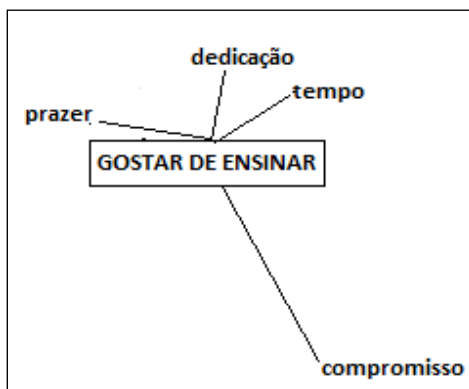 dedicação
tempo
prazer
GOSTAR DE ENSINAR
compromisso